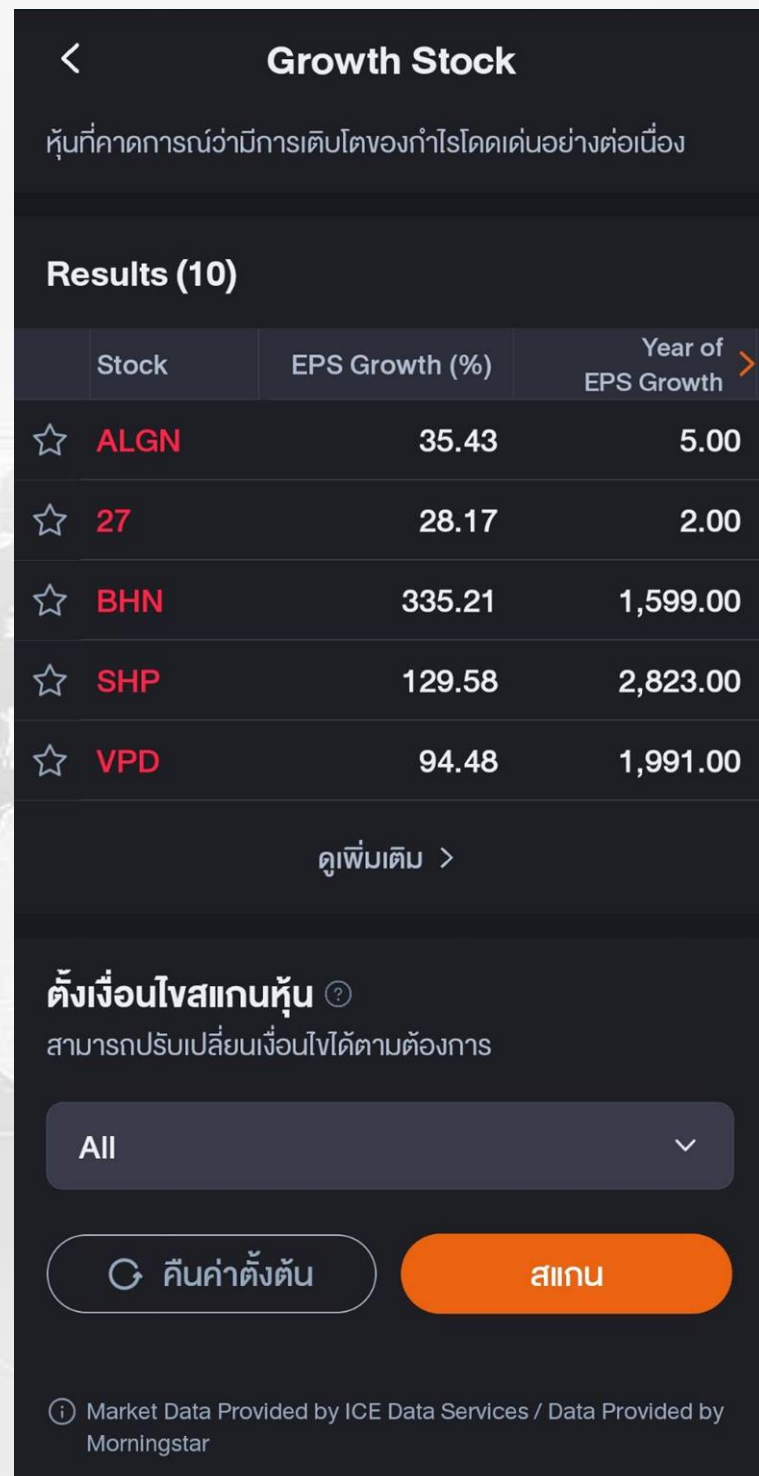 Growth Stock
หุ้นที่คาดการณ์ว่ามีการเติบโตของกำไรโดดเด่นอย่างต่อเนื่อง
Results (10)
Stock EPS Growth (%) Year of EPS Growth
ALGN 35.43 5.00
27 28.17 2.00
BHN 335.21 1,599.00
SHP 129.58 2,823.00
VPD 94.48 1,991.00
ดูเพิ่มเติม >
ตั้งเงื่อนไขสแกนหุ้น
สามารถปรับเปลี่ยนเงื่อนไขได้ตามต้องการ
All
คืนค่าตั้งต้น สแกน
Market Data Provided by ICE Data Services / Data Provided by
Morningstar